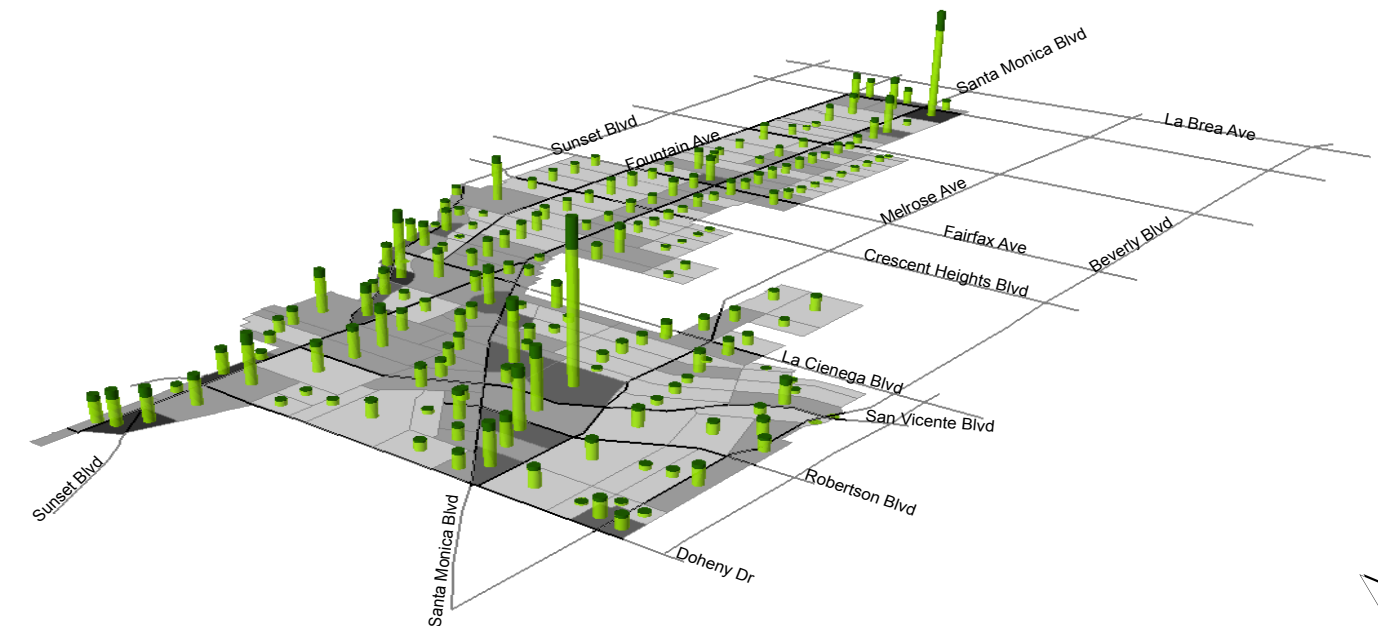 Santa Monica Blvd
La Brea Ave
Sunset Blvd
Fountain Ave
Melrose Ave
Fairfax Ave
Beverly Blvd
Crescent Heights Blvd
La Cienega Blvd
San Vicente Blvd
Sunset Blvd
Robertson Blvd
Santa Monica Blvd
Doheny Dr